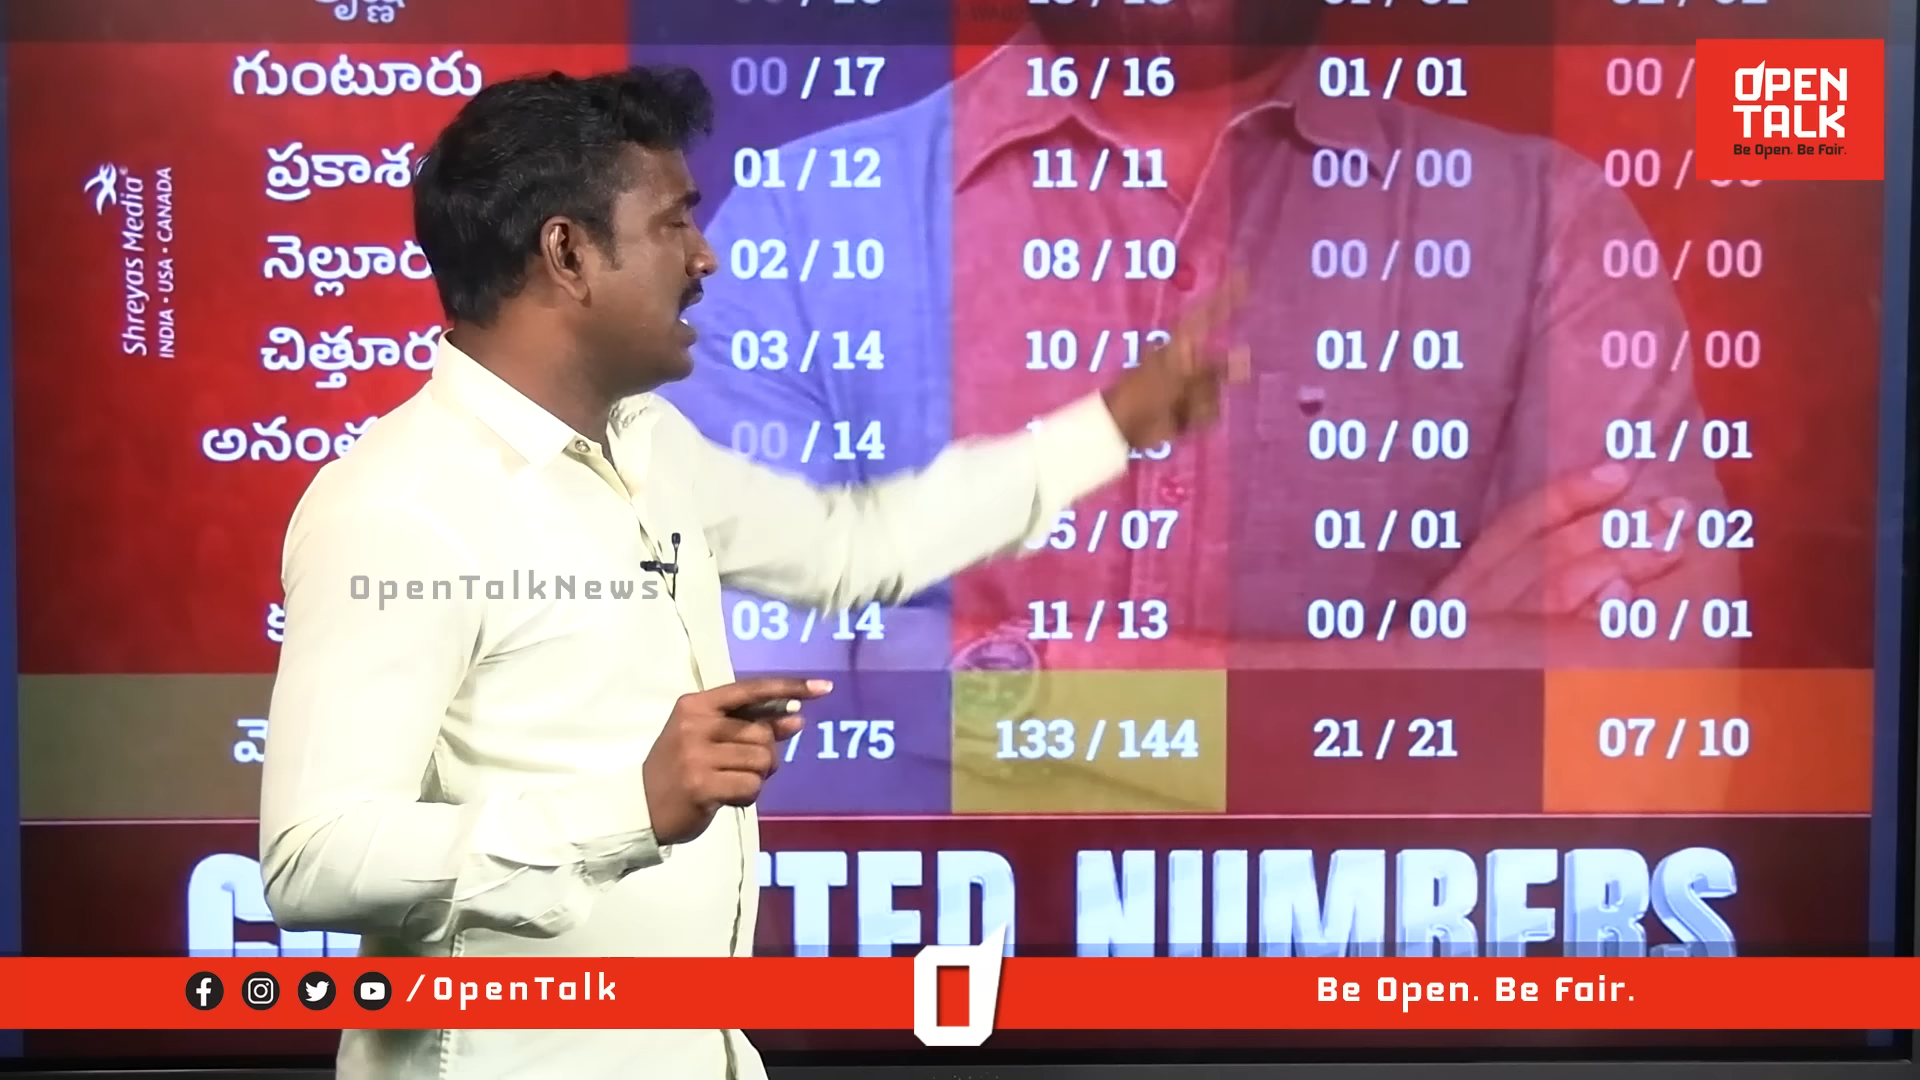 గుంటూరు 00 / 17 16 / 16 01 / 01 00 /
01 / 12 11 / 11 00 / 00 00 /
02 / 10 08 / 10 00 / 00 00 / 00
03 / 14 10 / 01 / 01 00 / 00
00 / 14 00 / 00 01 / 01
/ 07 01 / 01 01 / 02
03 / 14 11 / 13 00 / 00 00 / 01
/ 175 133 / 144 21 / 21 07 / 10
NUMBERS
OPEN
TALK
Be Open. Be Fair.
Shreyas Media
INDIA • USA • CANADA
OpenTalkNews
/OpenTalk
Be Open. Be Fair.